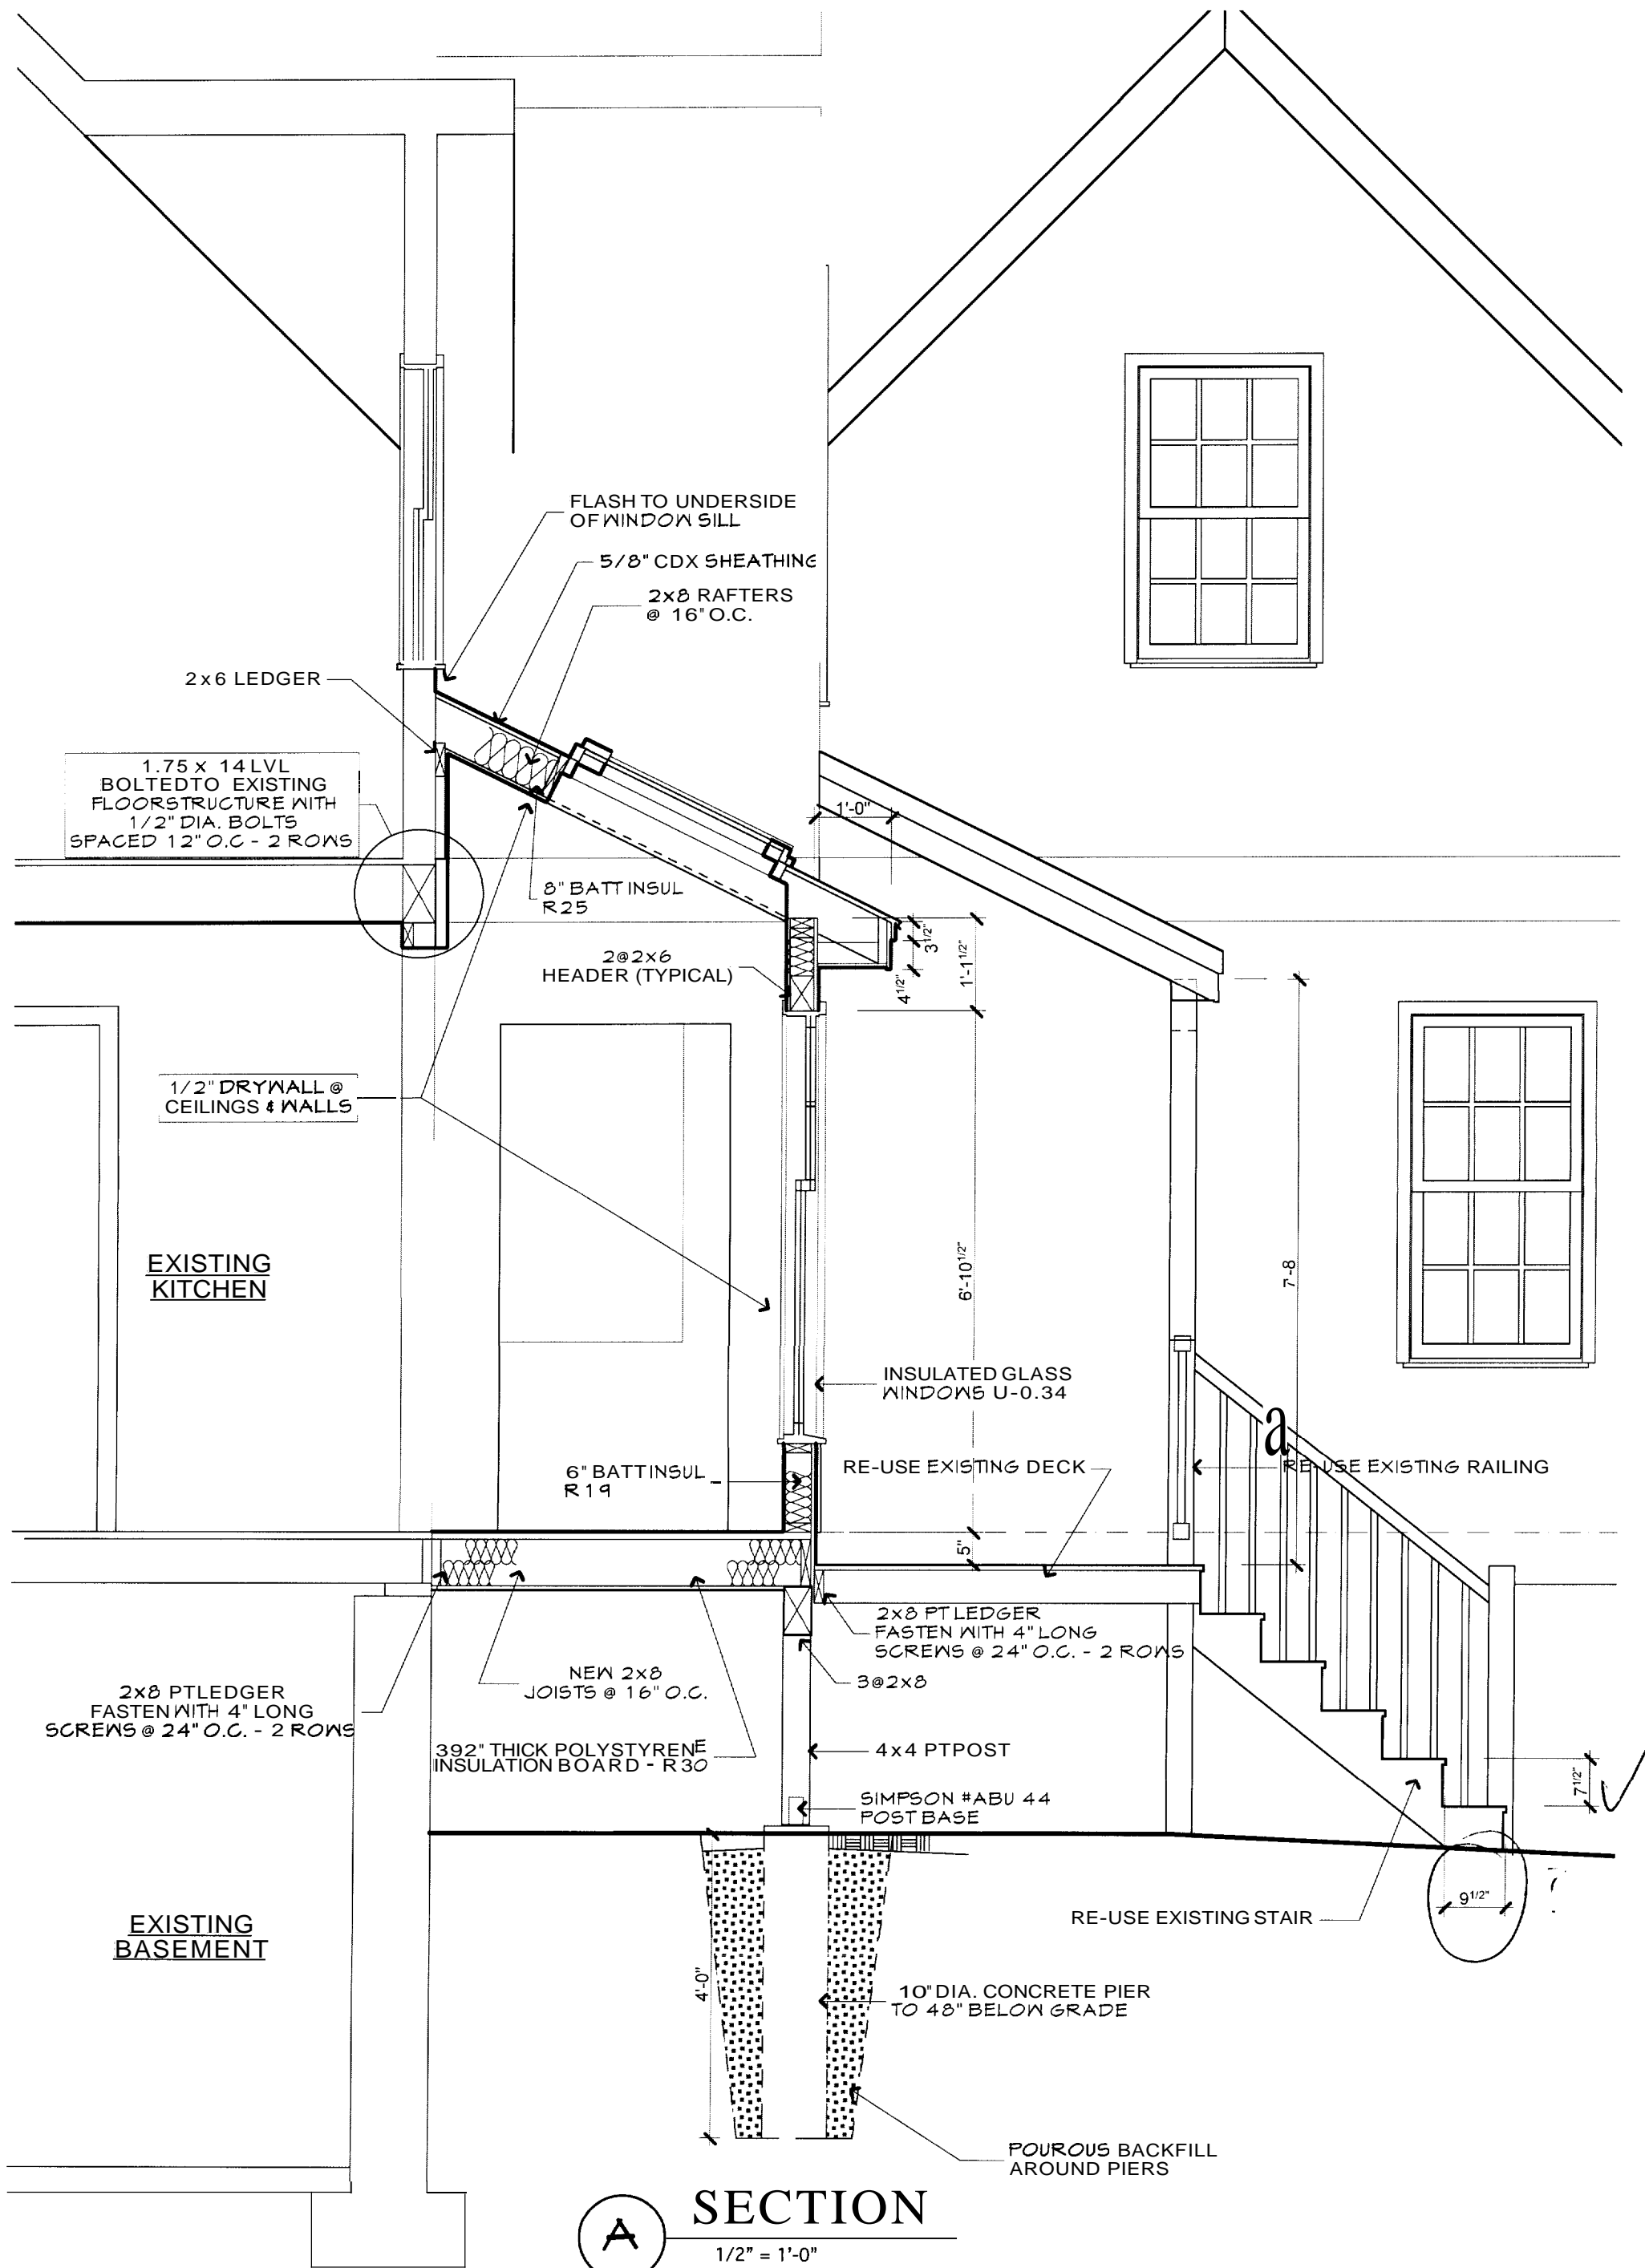 FLASH TO UNDERSIDE
OF WINDOW SILL
5/8" CDX SHEATHING
2x8 RAFTERS
@ 16" O.C.
2x6 LEDGER
1.75 x 14 LVL
BOLTEDTO EXISTING
FLOORSTRUCTURE WITH
1/2" DIA. BOLTS
SPACED 12" O.C - 2 ROWS
1'-0"
8" BATT INSUL
R25
3 1/2"
4 1/2"
1'-1 1/2"
2@2x6
HEADER (TYPICAL)
1/2" DRYWALL @
CEILINGS & WALLS
EXISTING
KITCHEN
6'-10 1/2"
7'-8
INSULATED GLASS
WINDOWS U-0.34
a
RE-USE EXISTING DECK
RE-USE EXISTING RAILING
6" BATT INSUL
R19
5"
2x8 PT LEDGER
FASTEN WITH 4" LONG
SCREWS @ 24" O.C. - 2 ROWS
NEW 2x8
JOISTS @ 16" O.C.
3@2x8
2x8 PTLEDGER
FASTEN WITH 4" LONG
SCREWS @ 24" O.C. - 2 ROWS
392" THICK POLYSTYRENE
INSULATION BOARD - R30
4x4 PTPOST
SIMPSON #ABU 44
POST BASE
7 1/2"
9 1/2"
RE-USE EXISTING STAIR
EXISTING
BASEMENT
4'-0"
10" DIA. CONCRETE PIER
TO 48" BELOW GRADE
POUROUS BACKFILL
AROUND PIERS
A
SECTION
1/2" = 1'-0"